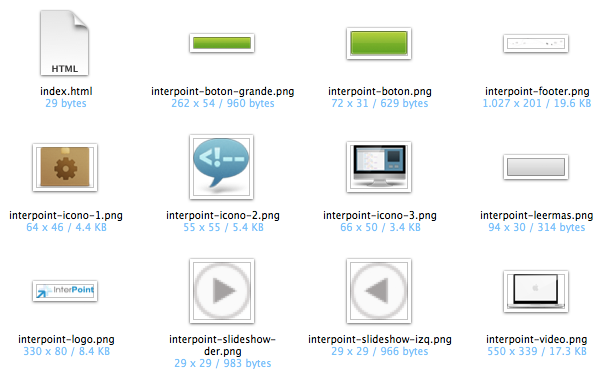 HTML
index.html
29 bytes
interpoint-boton-grande.png
262 x 54 / 960 bytes
interpoint-boton.png
72 x 31 / 629 bytes
interpoint-footer.png
1.027 x 201 / 19.6 KB
<!--
interpoint-icono-1.png
64 x 46 / 4.4 KB
interpoint-icono-2.png
55 x 55 / 5.4 KB
interpoint-icono-3.png
66 x 50 / 3.4 KB
interpoint-leermas.png
94 x 30 / 314 bytes
InterPoint
interpoint-logo.png
330 x 80 / 8.4 KB
interpoint-slideshow-
der.png
29 x 29 / 983 bytes
interpoint-slideshow-izq.png
29 x 29 / 966 bytes
interpoint-video.png
550 x 339 / 17.3 KB